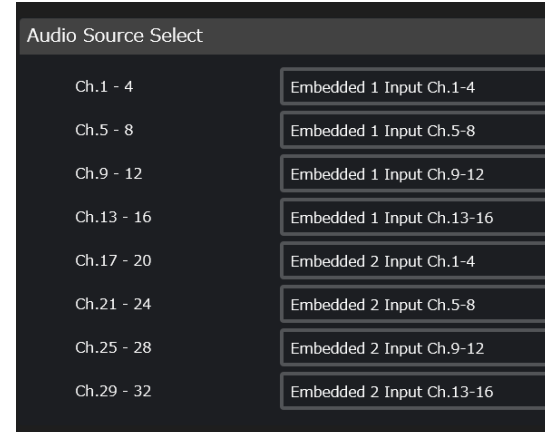 Audio Source Select
Ch.1 - 4 Embedded 1 Input Ch.1-4
Ch.5 - 8 Embedded 1 Input Ch.5-8
Ch.9 - 12 Embedded 1 Input Ch.9-12
Ch.13 - 16 Embedded 1 Input Ch.13-16
Ch.17 - 20 Embedded 2 Input Ch.1-4
Ch.21 - 24 Embedded 2 Input Ch.5-8
Ch.25 - 28 Embedded 2 Input Ch.9-12
Ch.29 - 32 Embedded 2 Input Ch.13-16